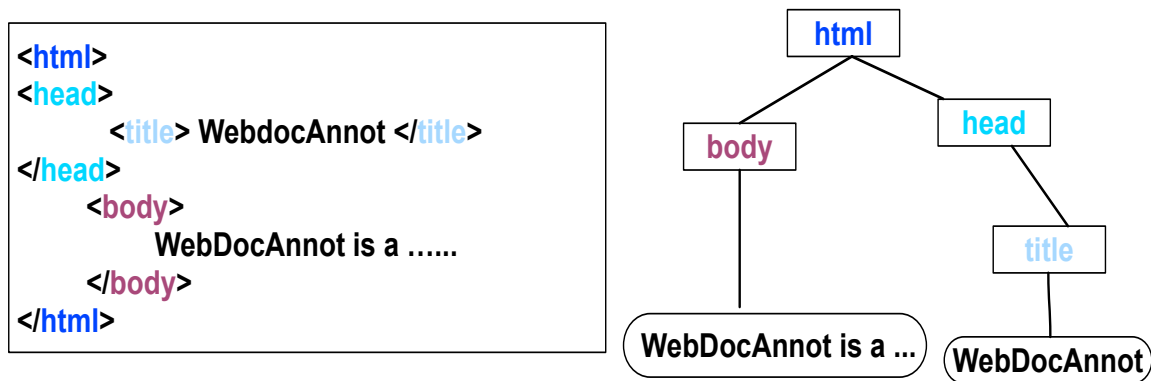 <html>
<head>
<title> WebdocAnnot </title>
</head>
<body>
WebDocAnnot is a …...
</body>
</html>
html
head
body
title
WebDocAnnot is a ...
WebDocAnnot